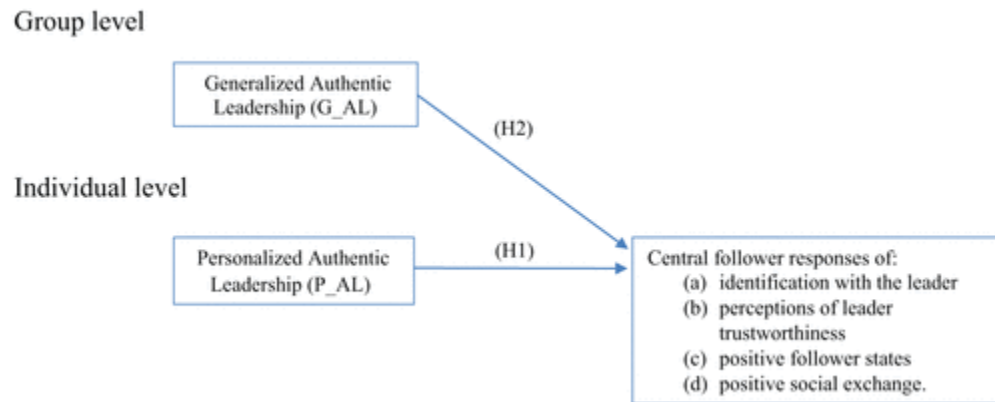 Group level
Generalized Authentic
Leadership (G_AL)
(H2)
Individual level
Personalized Authentic
Leadership (P_AL)
(H1)
Central follower responses of:
(a) identification with the leader
(b) perceptions of leader
trustworthiness
(c) positive follower states
(d) positive social exchange.